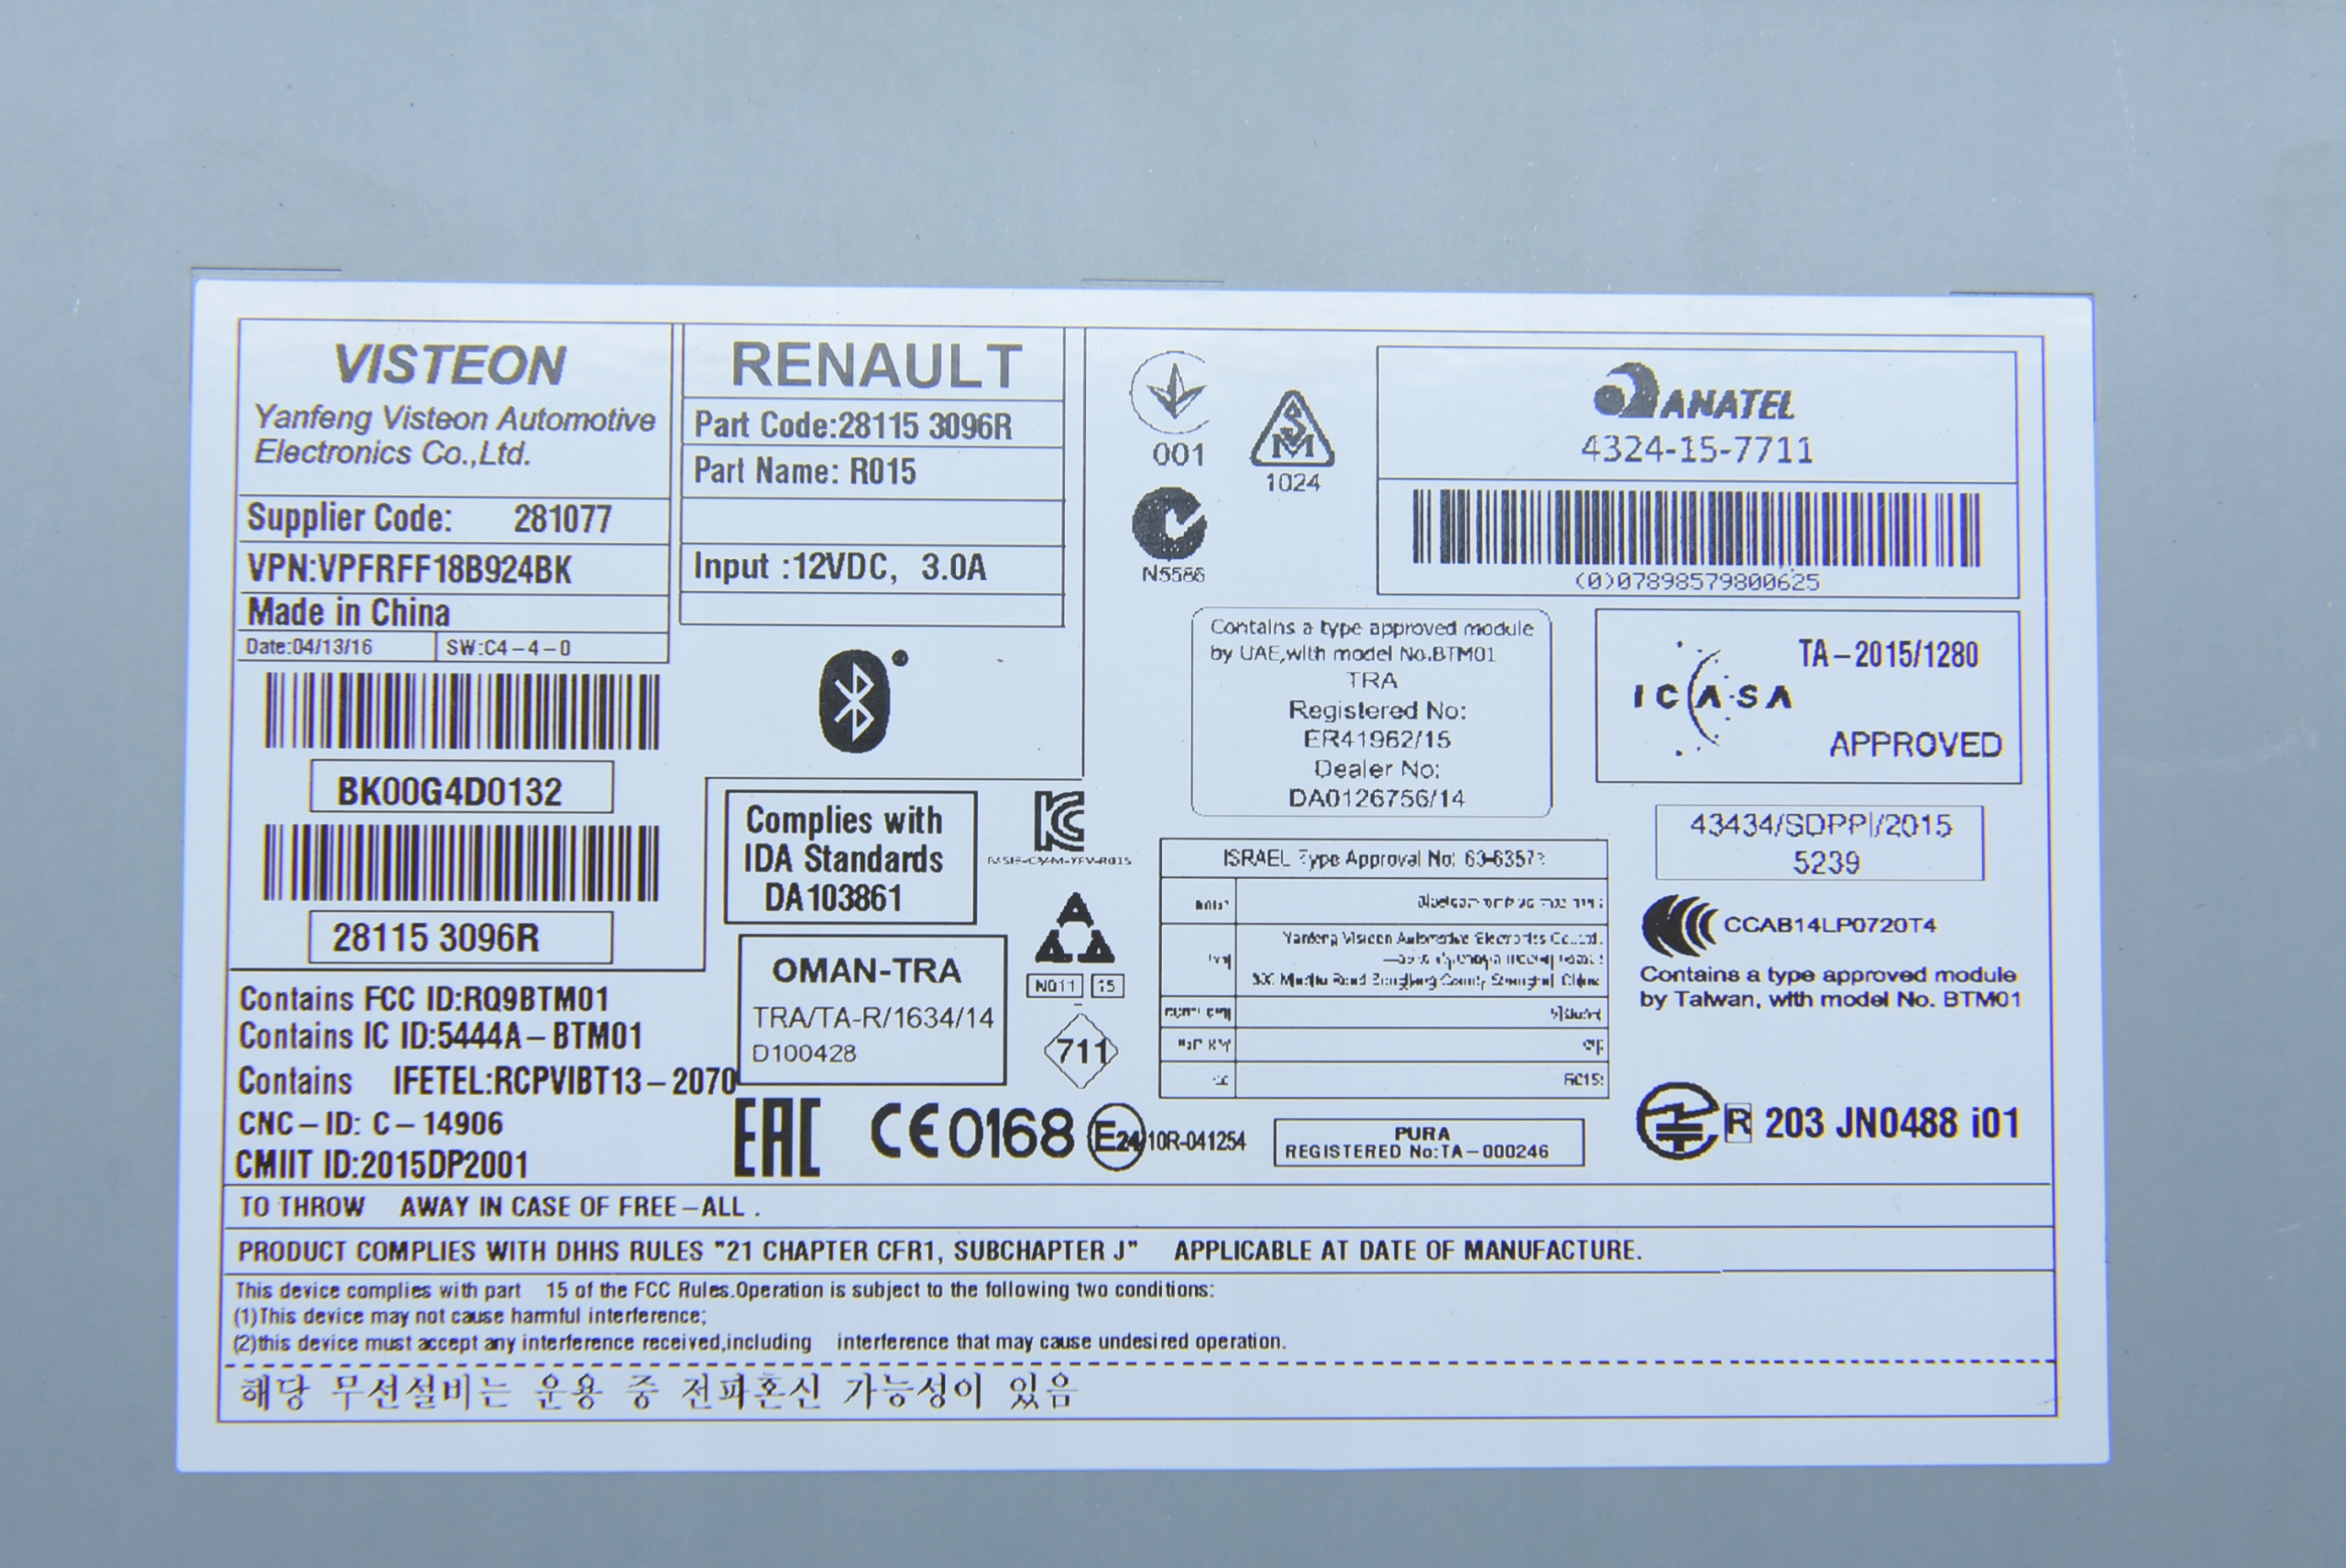 VISTEON
Yanfeng Visteon Automotive
Electronics Co.,Ltd.
Supplier Code: 281077
VPN:VPFRFF18B924BK
Made in China
Date:04/13/16 SW:C4-4-0
BK00G4D0132
28115 3096R
RENAULT
Part Code:28115 3096R
Part Name: R015
Input :12VDC, 3.0A
Complies with
IDA Standards
DA103861
OMAN-TRA
TRA/TA-R/1634/14
D100428
Contains FCC ID:RQ9BTM01
Contains IC ID:5444A-BTM01
Contains IFETEL:RCPVIBT13-2070
CNC-ID: C-14906
CMIIT ID:2015DP2001
001
SM
1024
N5586
KC
AAA
N011 15
711
EAC CE0168 E24 10R-041254
ANATEL
4324-15-7711
(0)07898579800625
Contains a type approved module
by UAE,with model No.BTM01
TRA
Registered No:
ER41962/15
Dealer No:
DA0126756/14
ICASA
TA-2015/1280
APPROVED
43434/SDPPI/2015
5239
ISRAEL Type Approval No:
Yanfeng Visteon Automotive Electronics
CCAB14LP0720T4
Contains a type approved module
by Taiwan, with model No. BTM01
PURA
REGISTERED No:TA-000246
R 203 JN0488 i01
TO THROW AWAY IN CASE OF FREE-ALL .
PRODUCT COMPLIES WITH DHHS RULES "21 CHAPTER CFR1, SUBCHAPTER J" APPLICABLE AT DATE OF MANUFACTURE.
This device complies with part 15 of the FCC Rules.Operation is subject to the following two conditions:
(1)This device may not cause harmful interference;
(2)this device must accept any interference received,including interference that may cause undesired operation.
해당 무선설비는 운용 중 전파혼신 가능성이 있음